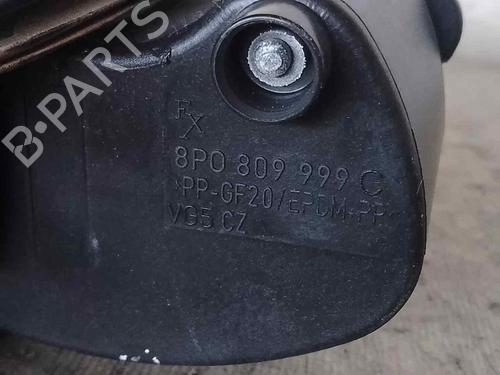 B-PARTS
FX
8P0 809 999 C
>PP-GF20/EPDM+PP<
VG5 CZ